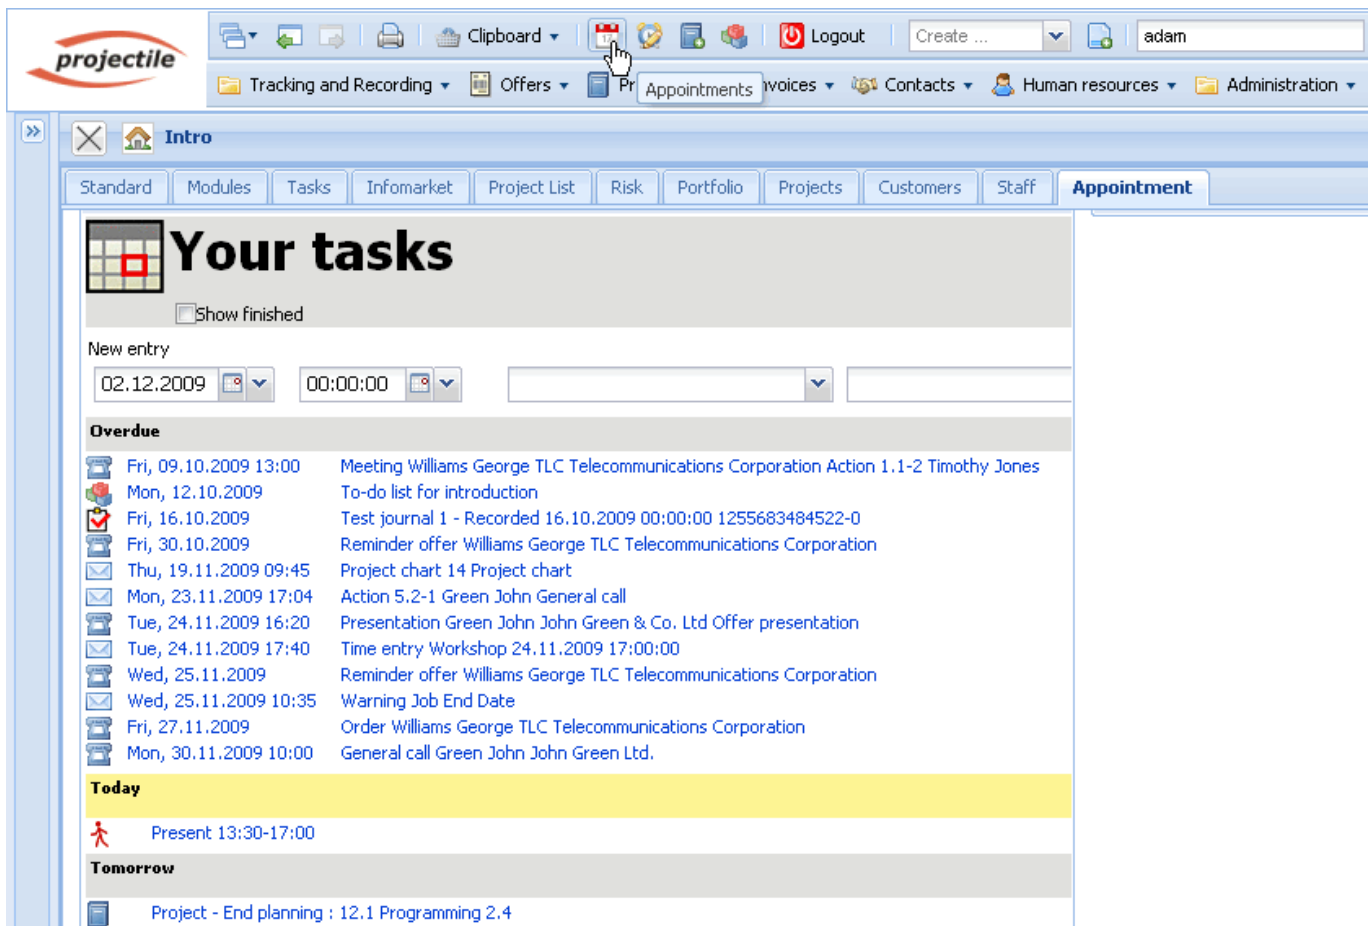 projectile
Clipboard
17
Logout
Create ...
adam
Tracking and Recording
Offers
Pr
Appointments
voices
Contacts
Human resources
Administration
Intro
Standard
Modules
Tasks
Infomarket
Project List
Risk
Portfolio
Projects
Customers
Staff
Appointment
Your tasks
Show finished
New entry
02.12.2009
00:00:00
Overdue
Fri, 09.10.2009 13:00 Meeting Williams George TLC Telecommunications Corporation Action 1.1-2 Timothy Jones
Mon, 12.10.2009 To-do list for introduction
Fri, 16.10.2009 Test journal 1 - Recorded 16.10.2009 00:00:00 1255683484522-0
Fri, 30.10.2009 Reminder offer Williams George TLC Telecommunications Corporation
Thu, 19.11.2009 09:45 Project chart 14 Project chart
Mon, 23.11.2009 17:04 Action 5.2-1 Green John General call
Tue, 24.11.2009 16:20 Presentation Green John John Green & Co. Ltd Offer presentation
Tue, 24.11.2009 17:40 Time entry Workshop 24.11.2009 17:00:00
Wed, 25.11.2009 Reminder offer Williams George TLC Telecommunications Corporation
Wed, 25.11.2009 10:35 Warning Job End Date
Fri, 27.11.2009 Order Williams George TLC Telecommunications Corporation
Mon, 30.11.2009 10:00 General call Green John John Green Ltd.
Today
Present 13:30-17:00
Tomorrow
Project - End planning : 12.1 Programming 2.4